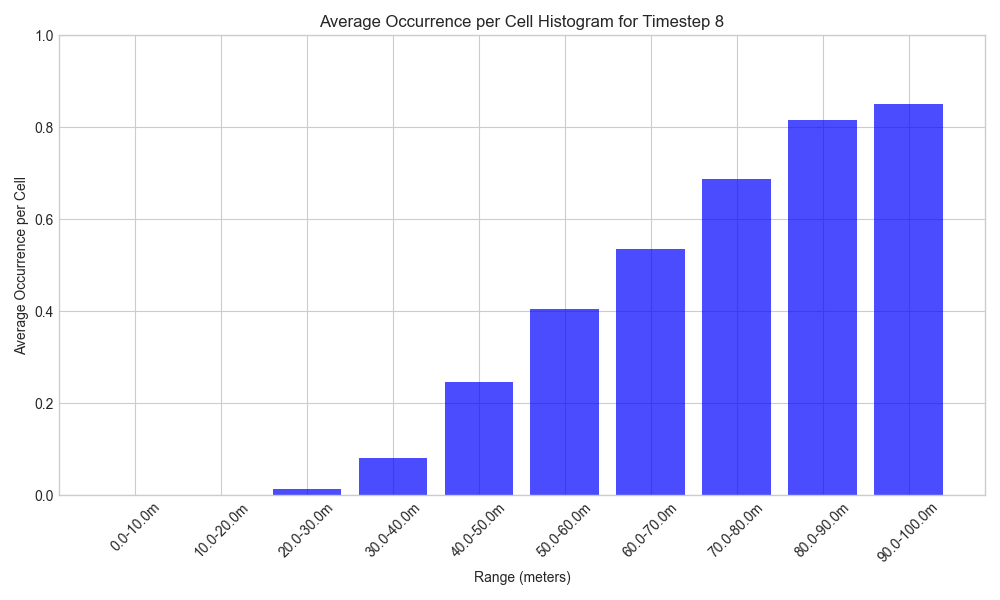 Average Occurrence per Cell Histogram for Timestep 8
Average Occurrence per Cell
1.0
0.8
0.6
0.4
0.2
0.0
0.0-10.0m
10.0-20.0m
20.0-30.0m
30.0-40.0m
40.0-50.0m
50.0-60.0m
60.0-70.0m
70.0-80.0m
80.0-90.0m
90.0-100.0m
Range (meters)